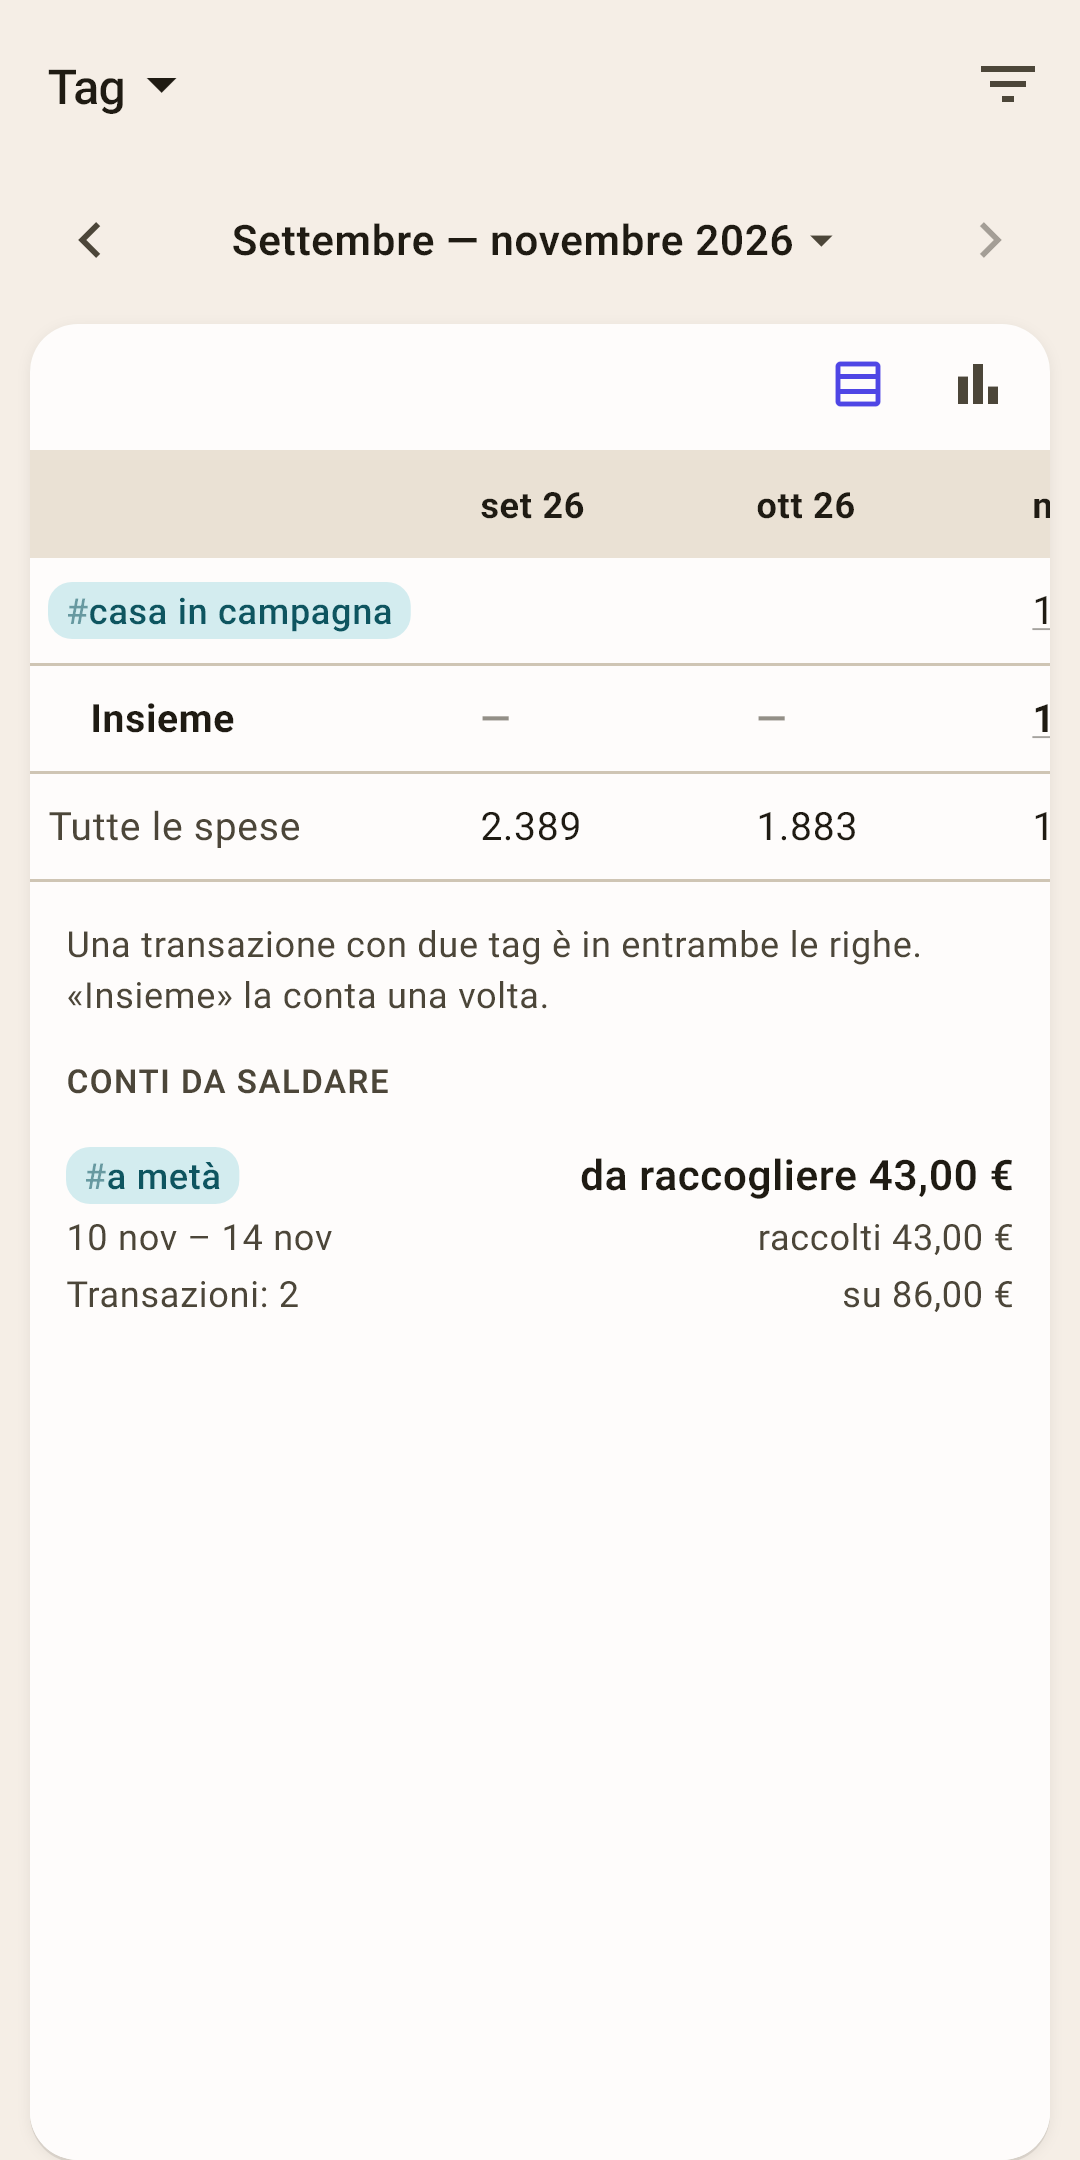 Tag
Settembre — novembre 2026
set 26 ott 26
#casa in campagna
Insieme — —
Tutte le spese 2.389 1.883
Una transazione con due tag è in entrambe le righe.
«Insieme» la conta una volta.
CONTI DA SALDARE
#a metà da raccogliere 43,00 €
10 nov – 14 nov raccolti 43,00 €
Transazioni: 2 su 86,00 €